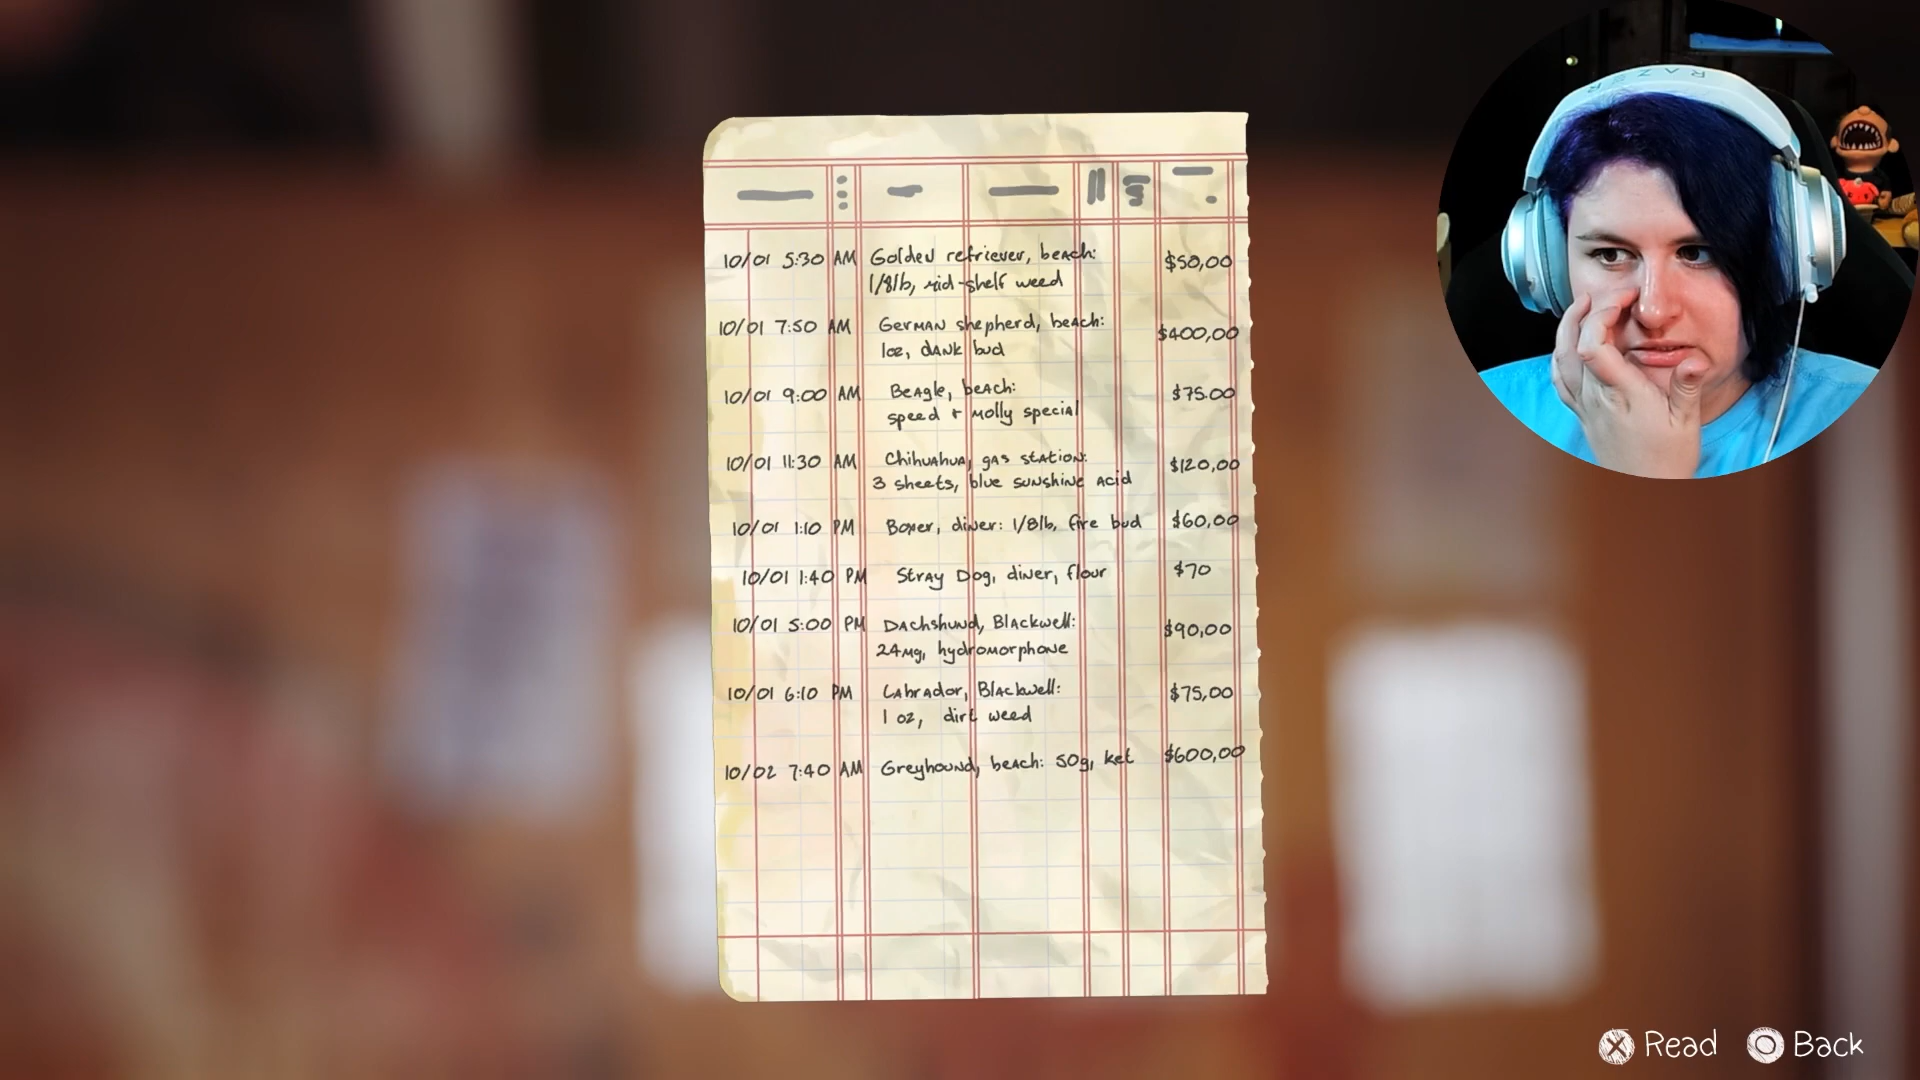 RAZER
10/01 5:30 AM Golden retriever, beach: $50,00
1/8lb, mid-shelf weed
10/01 7:50 AM German shepherd, beach: $400,00
1oz, dank bud
10/01 9:00 AM Beagle, beach: $75.00
speed + Molly special
10/01 11:30 AM Chihuahua, gas station: $120,00
3 sheets, blue sunshine acid
10/01 1:10 PM Boxer, diner: 1/8lb, fire bud $60,00
10/01 1:40 PM Stray Dog, diner, flour $70
10/01 5:00 PM Dachshund, Blackwell: $90,00
24mg, hydromorphone
10/01 6:10 PM Labrador, Blackwell: $75,00
1 oz, dirt weed
10/02 7:40 AM Greyhound, beach: 50g, ket $600,00
X Read O Back